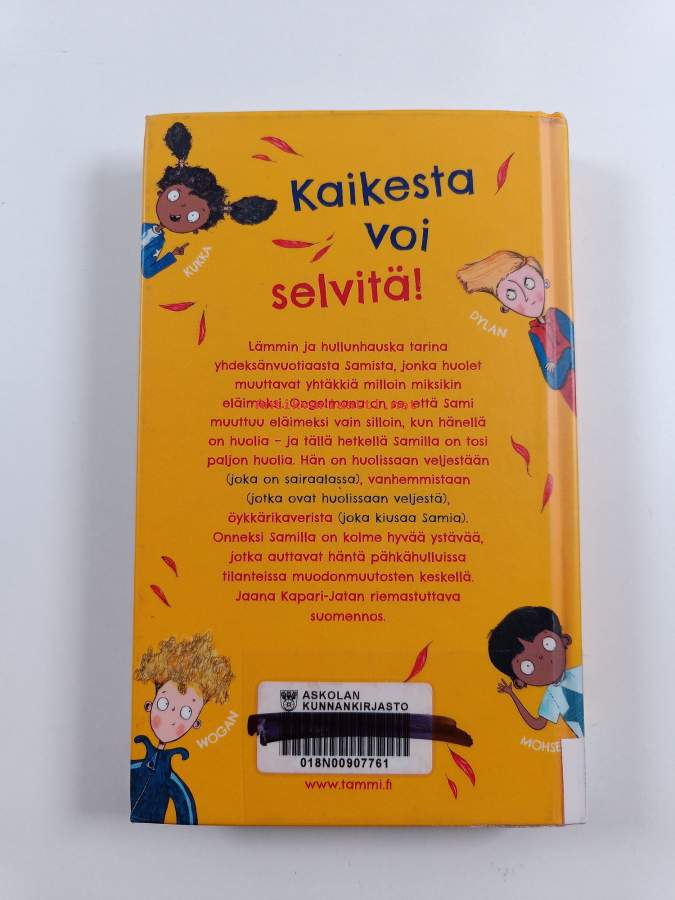 Kaikesta
voi
selvitä!
KUKKA
DYLAN
Lämmin ja hullunhauska tarina
yhdeksänvuotiaasta Samista, jonka huolet
muuttavat yhtäkkiä milloin miksikin
eläimeksi. Ongelmana on se, että Sami
muuttuu eläimeksi vain silloin, kun hänellä
on huolia – ja tällä hetkellä Samilla on tosi
paljon huolia. Hän on huolissaan veljestään
(joka on sairaalassa), vanhemmistaan
(jotka ovat huolissaan veljestä),
öykkärikaverista (joka kiusaa Samia).
Onneksi Samilla on kolme hyvää ystävää,
jotka auttavat häntä pähkähulluissa
tilanteissa muodonmuutosten keskellä.
Jaana Kapari-Jatan riemastuttava
suomennos.
WOGAN
MOHSE
ASKOLAN
KUNNANKIRJASTO
018N00907761
www.tammi.fi